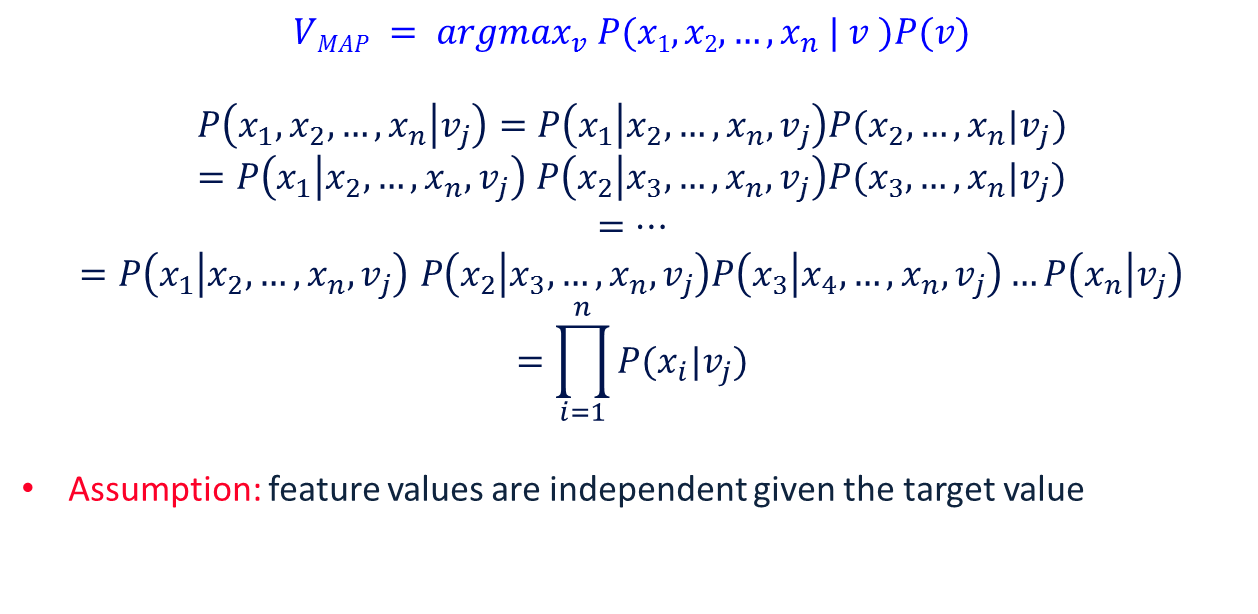 V_MAP = argmax_v P(x_1, x_2, …, x_n | v )P(v)
P(x_1, x_2, …, x_n|v_j) = P(x_1|x_2, …, x_n, v_j)P(x_2, …, x_n|v_j)
= P(x_1|x_2, …, x_n, v_j) P(x_2|x_3, …, x_n, v_j)P(x_3, …, x_n|v_j)
= ⋯
= P(x_1|x_2, …, x_n, v_j) P(x_2|x_3, …, x_n, v_j)P(x_3|x_4, …, x_n, v_j) … P(x_n|v_j)
= ∏_{i=1}^{n} P(x_i|v_j)
• Assumption: feature values are independent given the target value